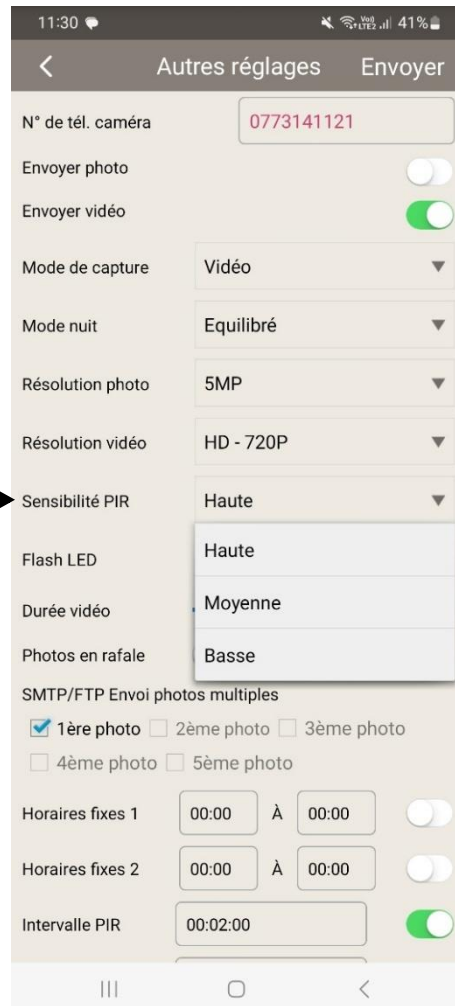 11:30 Vo)) LTE2 41%
Autres réglages Envoyer
N° de tél. caméra 0773141121
Envoyer photo
Envoyer vidéo
Mode de capture Vidéo
Mode nuit Equilibré
Résolution photo 5MP
Résolution vidéo HD - 720P
Sensibilité PIR Haute
Haute
Flash LED
Moyenne
Durée vidéo
Photos en rafale Basse
SMTP/FTP Envoi photos multiples
1ère photo 2ème photo 3ème photo
4ème photo 5ème photo
Horaires fixes 1 00:00 À 00:00
Horaires fixes 2 00:00 À 00:00
Intervalle PIR 00:02:00